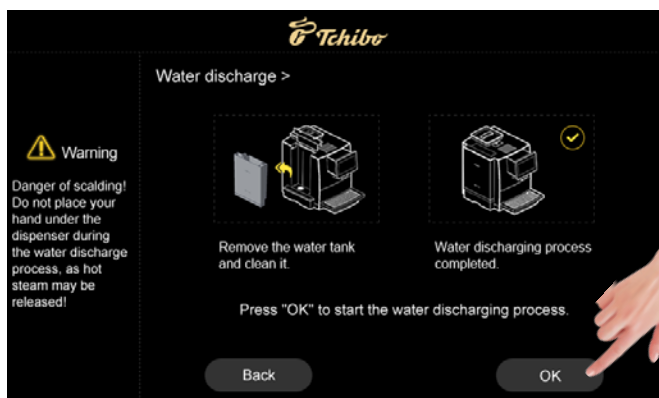 Tchibo
Water discharge >
Warning
Danger of scalding!
Do not place your
hand under the
dispenser during
the water discharge
process, as hot
steam may be
released!
Remove the water tank
and clean it.
Water discharging process
completed.
Press "OK" to start the water discharging process.
Back
OK